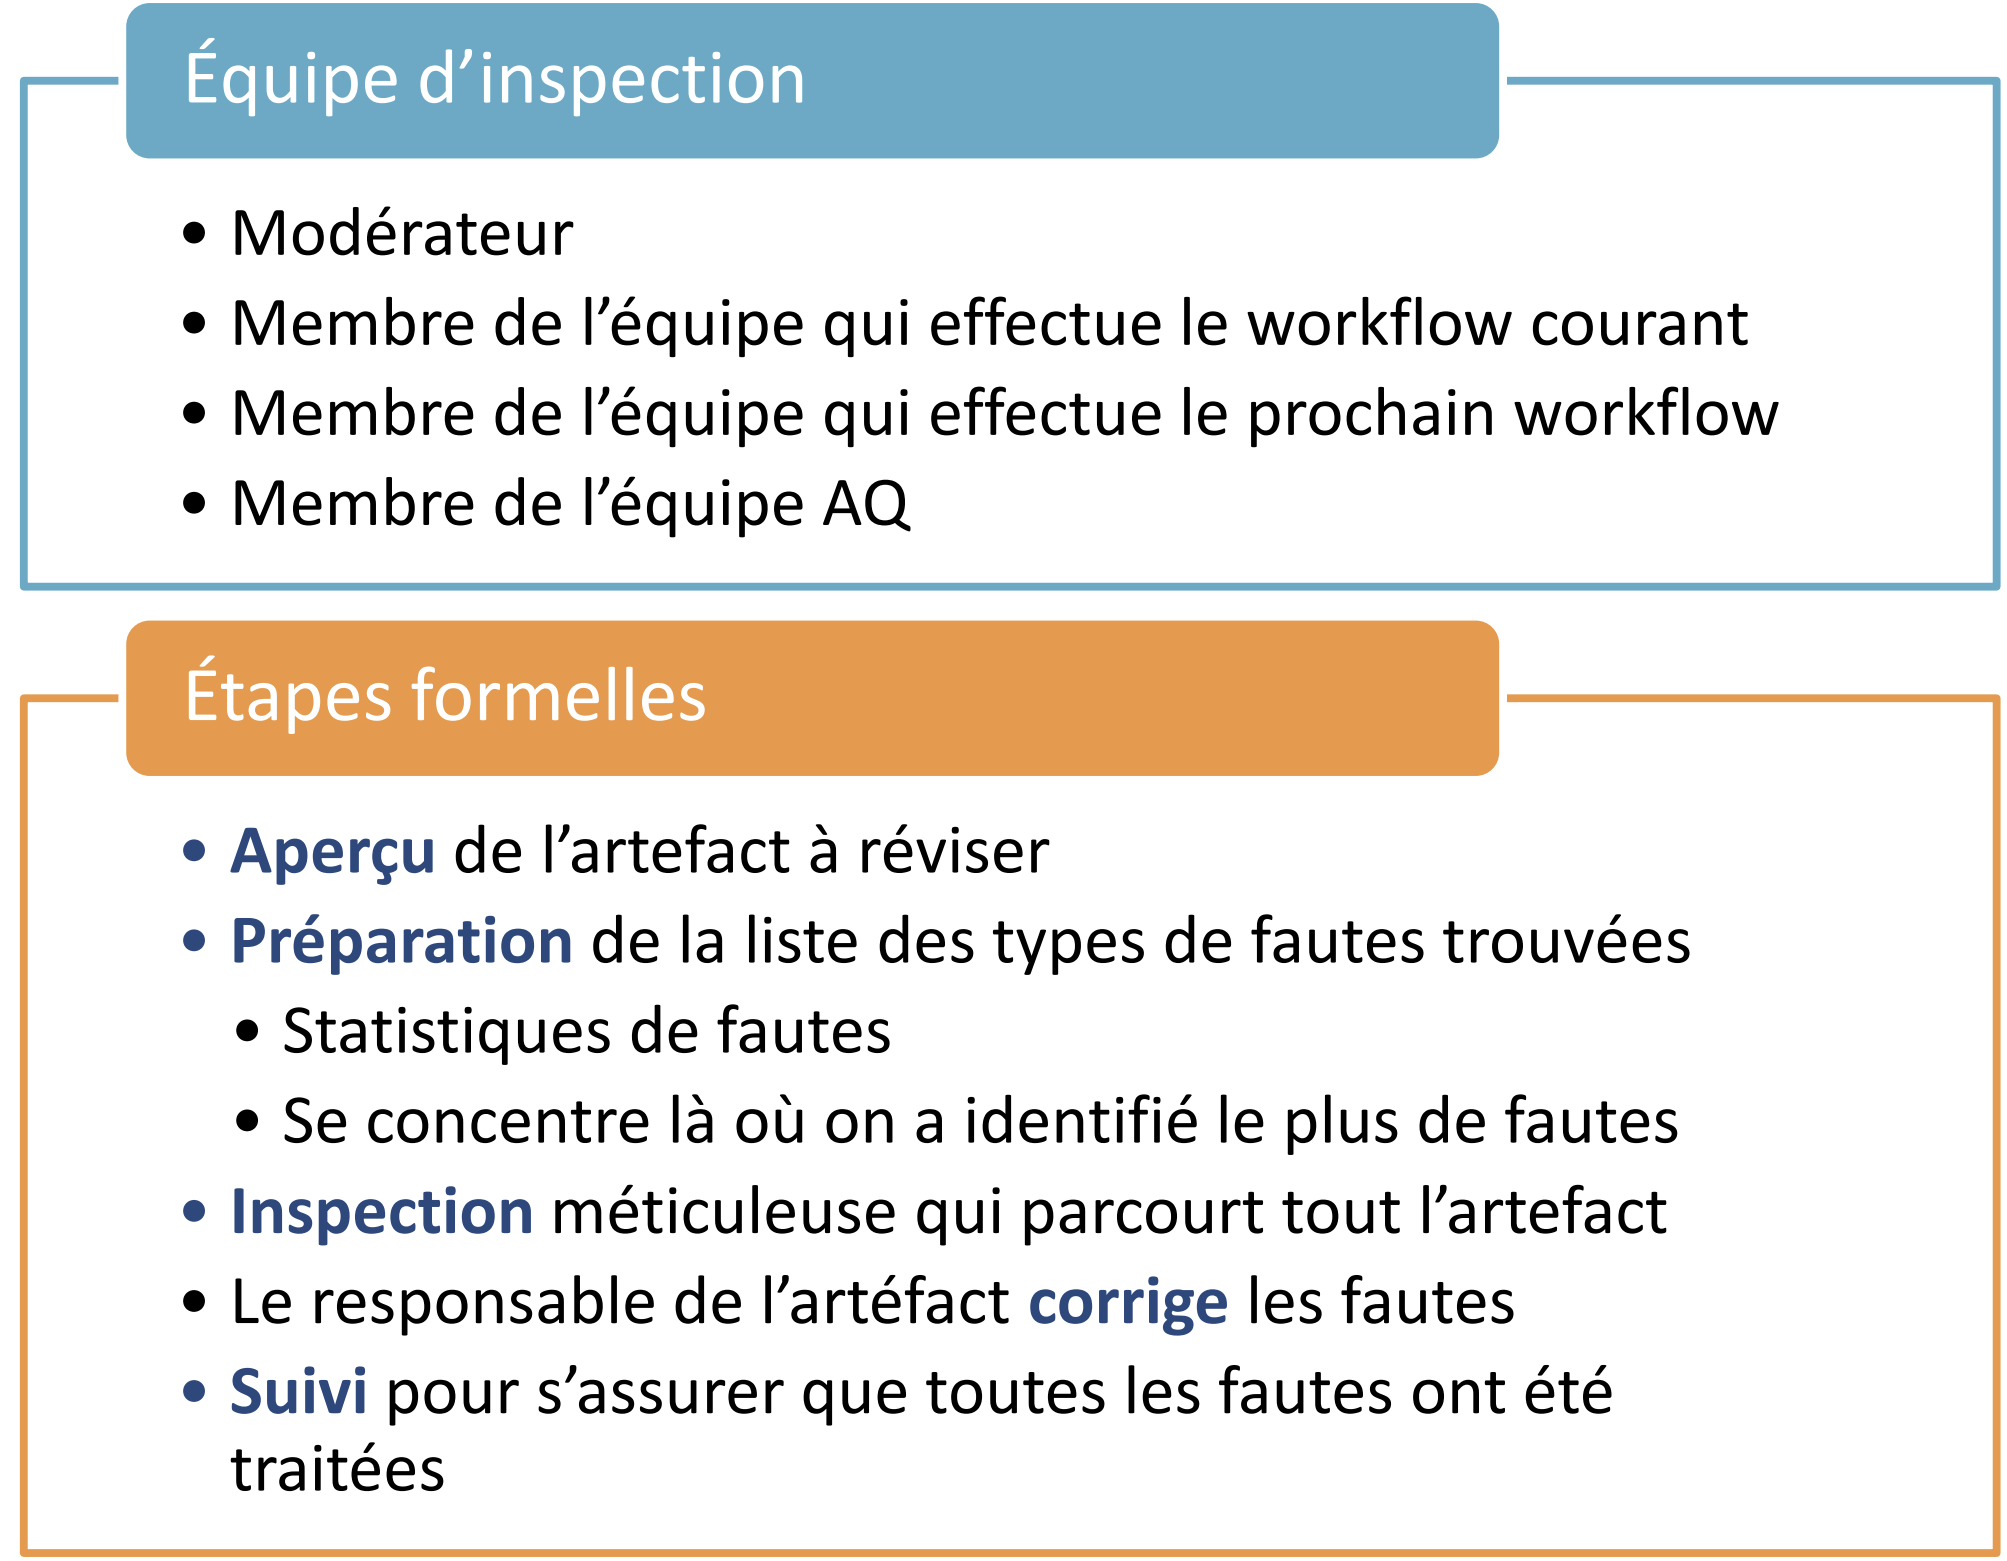 Équipe d’inspection
• Modérateur
• Membre de l’équipe qui effectue le workflow courant
• Membre de l’équipe qui effectue le prochain workflow
• Membre de l’équipe AQ
Étapes formelles
• Aperçu de l’artefact à réviser
• Préparation de la liste des types de fautes trouvées
• Statistiques de fautes
• Se concentre là où on a identifié le plus de fautes
• Inspection méticuleuse qui parcourt tout l’artefact
• Le responsable de l’artéfact corrige les fautes
• Suivi pour s’assurer que toutes les fautes ont été
traitées